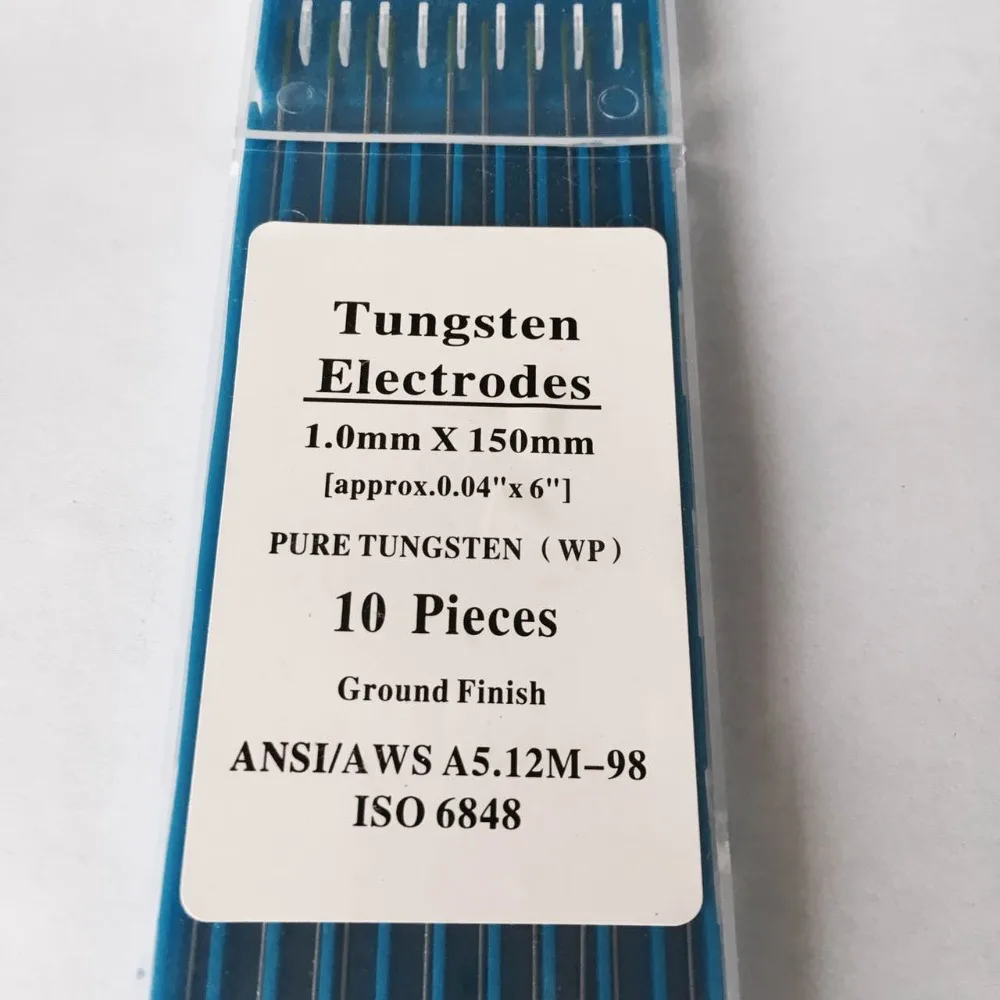 Tungsten
Electrodes
1.0mm X 150mm
[approx.0.04"x 6"]
PURE TUNGSTEN (WP)
10 Pieces
Ground Finish
ANSI/AWS A5.12M-98
ISO 6848